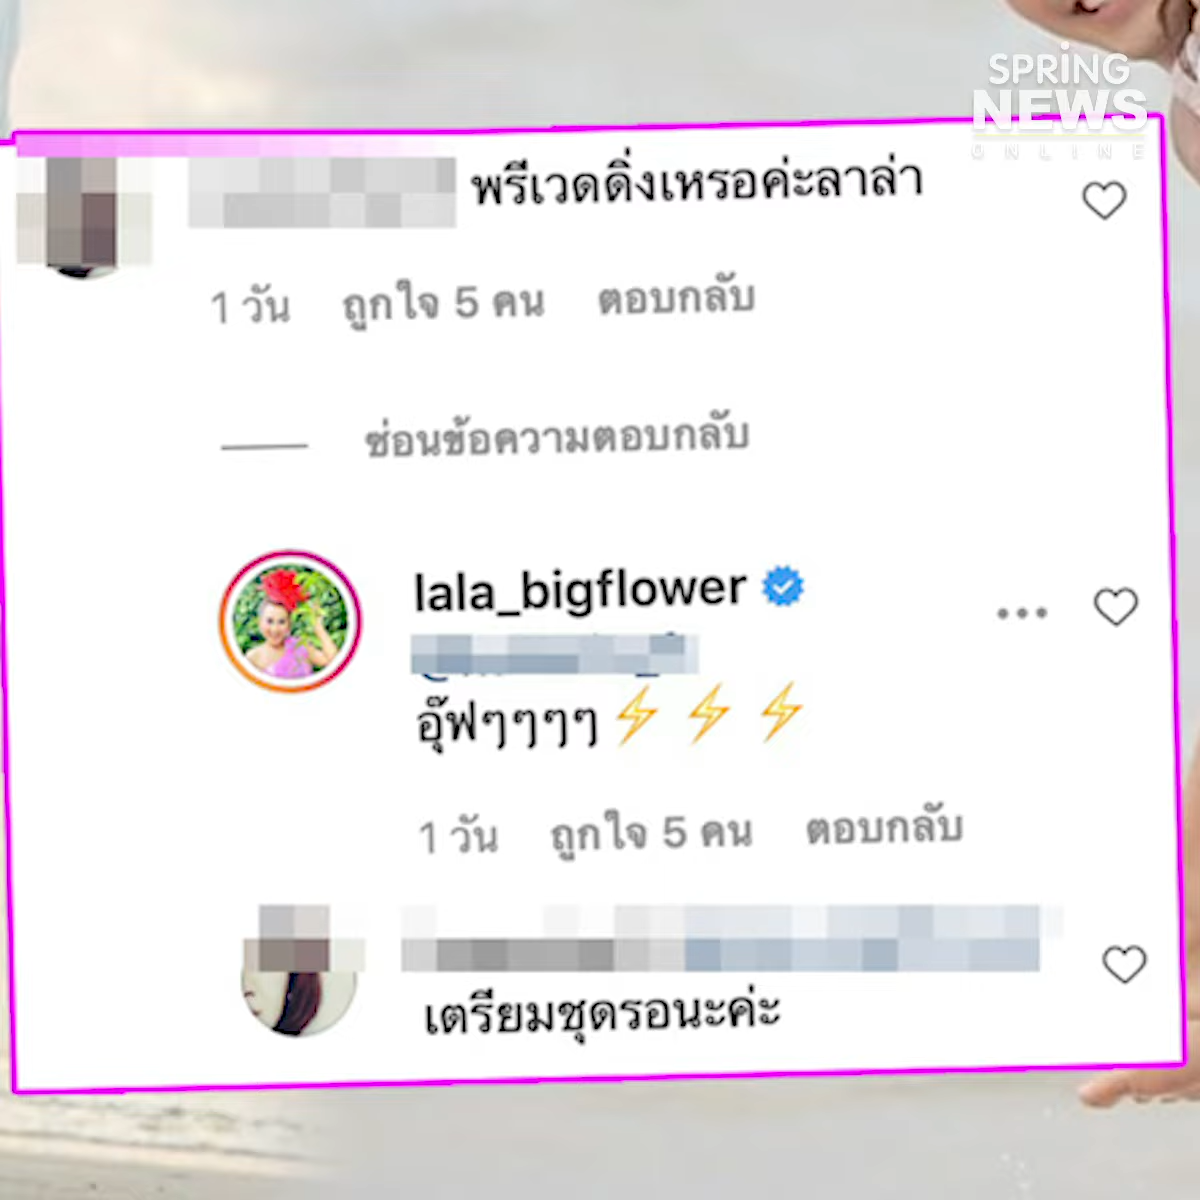 SPRiNG
NEWS
ONLINE
พรีเวดดิ่งเหรอค่ะลาล่า
1 วัน ถูกใจ 5 คน ตอบกลับ
ซ่อนข้อความตอบกลับ
lala_bigflower
อุ๊ฟๆๆๆๆ⚡⚡⚡
1 วัน ถูกใจ 5 คน ตอบกลับ
เตรียมชุดรอนะค่ะ